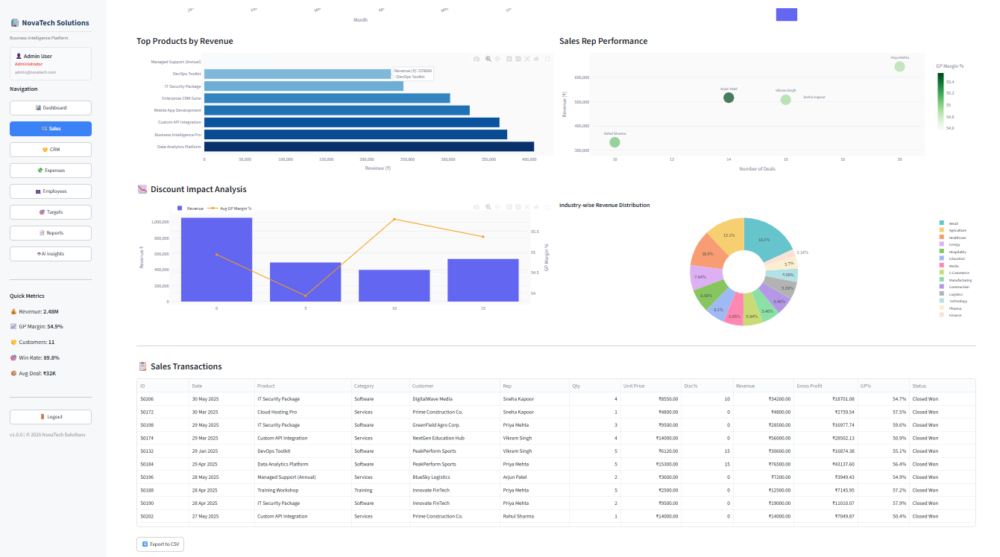 NovaTech Solutions
Business Intelligence Platform
Admin User
Administrator
admin@novatech.com
Navigation
Dashboard
Sales
CRM
Expenses
Employees
Targets
Reports
AI Insights
Quick Metrics
Revenue: 2.48M
GP Margin: 54.9%
Customers: 11
Win Rate: 89.8%
Avg Deal: ₹32K
Logout
v1.0.0 | © 2025 NovaTech Solutions
Month
Top Products by Revenue
Managed Support (Annual)
DevOps Toolkit
IT Security Package
Enterprise CRM Suite
Mobile App Development
Custom API Integration
Business Intelligence Pro
Data Analytics Platform
Revenue (₹): 229680
DevOps Toolkit
0 50,000 100,000 150,000 200,000 250,000 300,000 350,000 400,000
Revenue (₹)
Sales Rep Performance
Priya Mehta
Arjun Patel
Vikram Singh
Sneha Kapoor
Rahul Sharma
Revenue (₹)
600,000
500,000
400,000
300,000
10 12 14 16 18 20
Number of Deals
GP Margin %
55.4
55.2
55
54.8
54.6
Discount Impact Analysis
Revenue Avg GP Margin %
Revenue ₹
1,000,000
800,000
600,000
400,000
200,000
0
0 5 10 15
55.5
55
54.5
54
GP Margin %
Industry-wise Revenue Distribution
12.3%
10.9%
7.64%
6.98%
6.1%
6.05%
5.94%
5.46%
5.46%
5.39%
4.09%
3.7%
2.16%
Retail
Agriculture
Healthcare
Energy
Hospitality
Education
Media
E-Commerce
Manufacturing
Construction
Logistics
Technology
Pharma
Finance
Sales Transactions
ID Date Product Category Customer Rep Qty Unit Price Disc% Revenue Gross Profit GP% Status
S0206 30 May 2025 IT Security Package Software DigitalWave Media Sneha Kapoor 4 ₹8550.00 10 ₹34200.00 ₹18701.08 54.7% Closed Won
S0172 30 Mar 2025 Cloud Hosting Pro Services Prime Construction Co. Sneha Kapoor 1 ₹4800.00 0 ₹4800.00 ₹2759.54 57.5% Closed Won
S0198 29 May 2025 IT Security Package Software GreenField Agro Corp. Priya Mehta 3 ₹9500.00 0 ₹28500.00 ₹16977.74 59.6% Closed Won
S0174 29 Mar 2025 Custom API Integration Services NextGen Education Hub Vikram Singh 4 ₹14000.00 0 ₹56000.00 ₹28502.13 50.9% Closed Won
S0132 29 Jan 2025 DevOps Toolkit Software PeakPerform Sports Vikram Singh 5 ₹6120.00 15 ₹30600.00 ₹16874.38 55.1% Closed Won
S0184 29 Apr 2025 Data Analytics Platform Software PeakPerform Sports Priya Mehta 5 ₹15300.00 15 ₹76500.00 ₹43137.60 56.4% Closed Won
S0196 28 May 2025 Managed Support (Annual) Services BlueSky Logistics Arjun Patel 2 ₹3600.00 0 ₹7200.00 ₹3949.43 54.9% Closed Won
S0188 28 Apr 2025 Training Workshop Training Innovate FinTech Priya Mehta 5 ₹2500.00 0 ₹12500.00 ₹7145.95 57.2% Closed Won
S0190 28 Apr 2025 IT Security Package Software Innovate FinTech Priya Mehta 2 ₹9500.00 0 ₹19000.00 ₹11010.07 57.9% Closed Won
S0202 27 May 2025 Custom API Integration Services Prime Construction Co. Rahul Sharma 1 ₹14000.00 0 ₹14000.00 ₹7049.87 50.4% Closed Won
Export to CSV